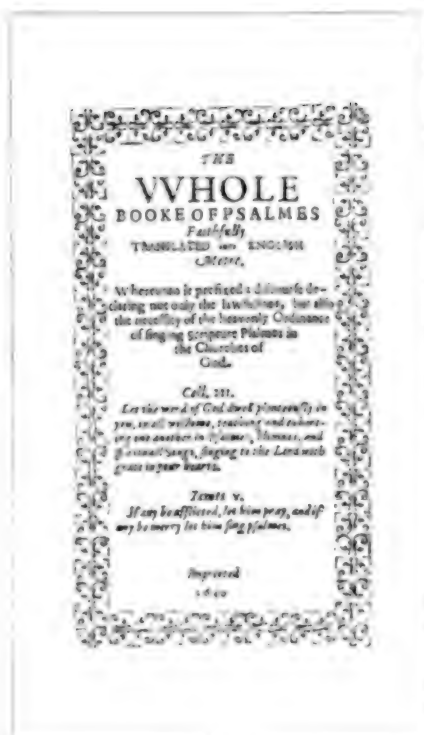 THE
VVHOLE
BOOKE OF PSALMES
Faithfully
TRANSLATED into ENGLISH
Metre.
Whereunto is prefixed a discourse de-
claring not only the lawfullnes, but also
the necessity of the heavenly Ordinance
of singing Scripture Psalmes in
the Churches of
God.
Coll. III.
Let the word of God dwell plenteously in
you, in all wisdome, teaching and exhort-
ing one another in Psalmes, Himnes, and
spirituall Songs, singing to the Lord with
grace in your hearts.
Iames v.
If any be afflicted, let him pray, and if
any be merry let him sing psalmes.
Imprinted
1640